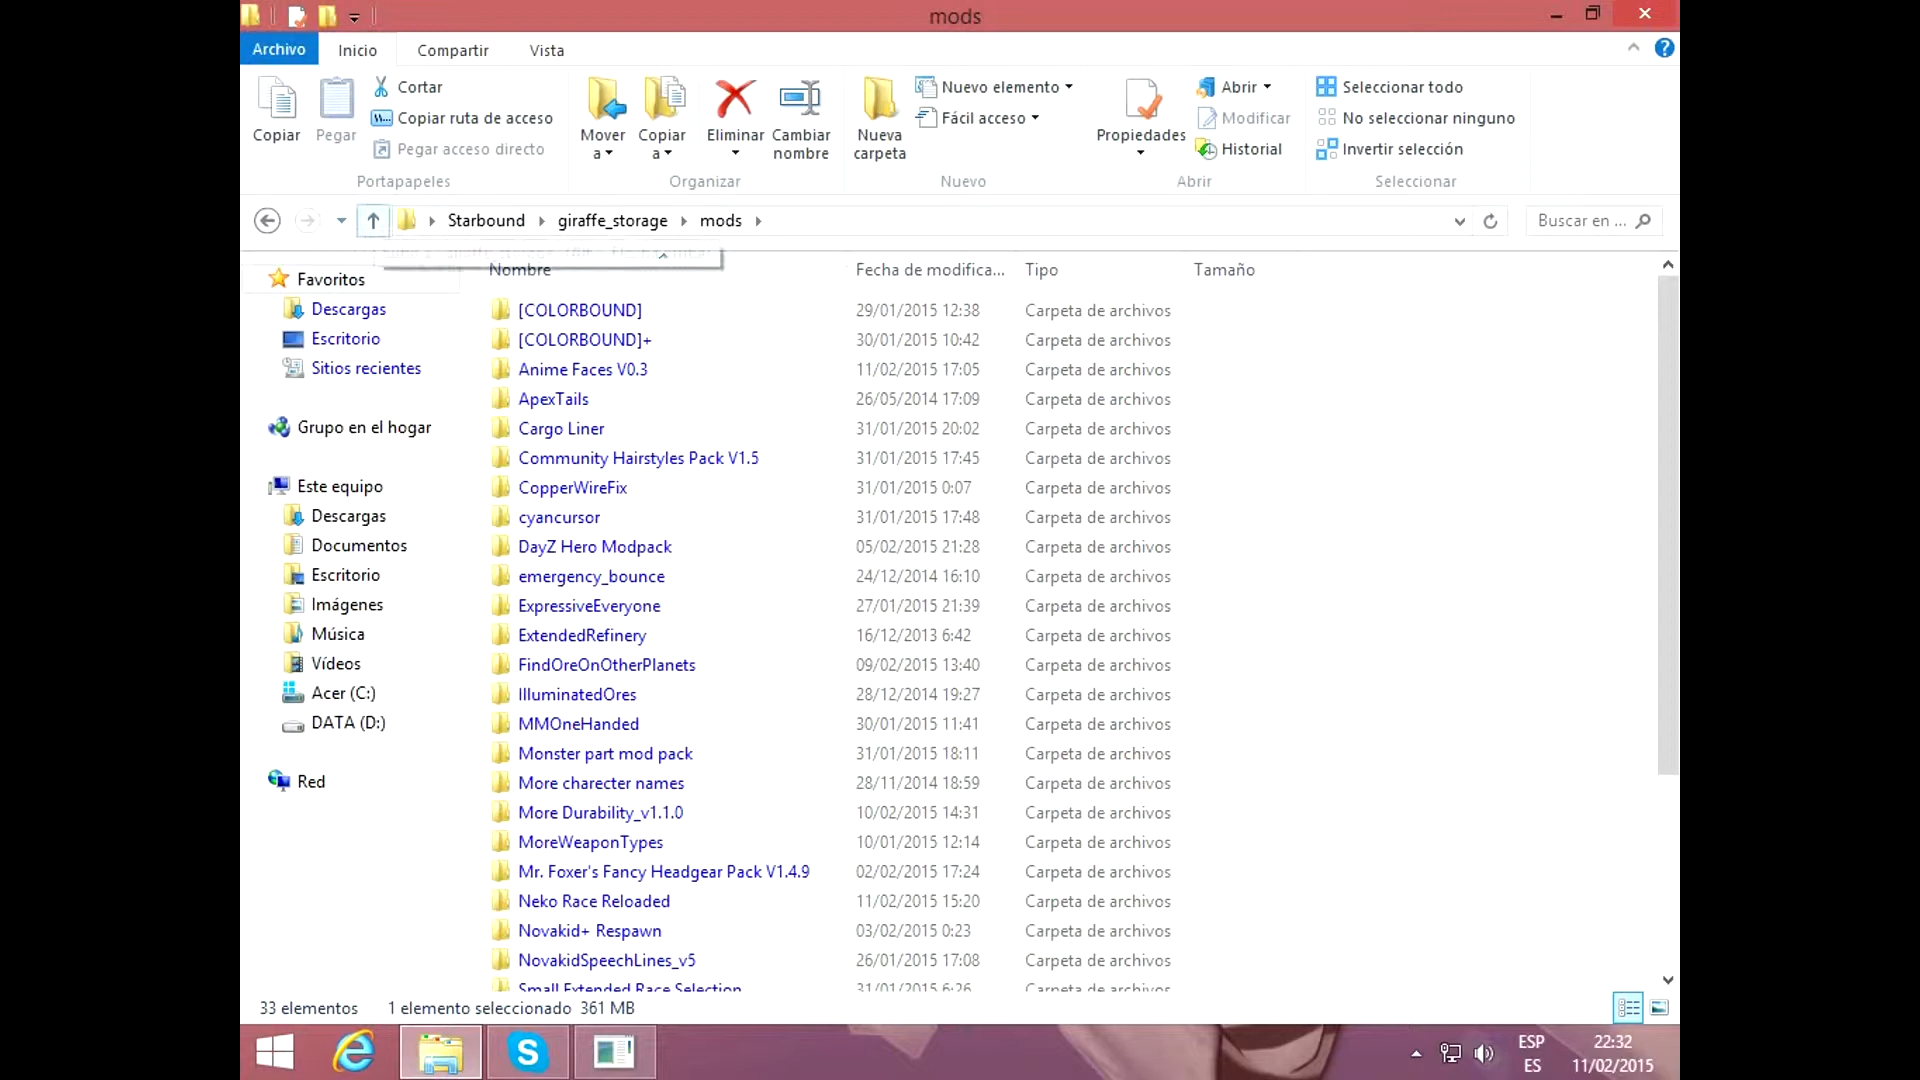 mods
Archivo Inicio Compartir Vista
Copiar Pegar Cortar
Copiar ruta de acceso
Pegar acceso directo
Portapapeles
Mover a Copiar a Eliminar Cambiar nombre
Organizar
Nueva carpeta Nuevo elemento
Fácil acceso
Nuevo
Propiedades Abrir
Modificar
Historial
Abrir
Seleccionar todo
No seleccionar ninguno
Invertir selección
Seleccionar
Starbound giraffe_storage mods Buscar en ...
Favoritos
Descargas
Escritorio
Sitios recientes
Grupo en el hogar
Este equipo
Descargas
Documentos
Escritorio
Imágenes
Música
Vídeos
Acer (C:)
DATA (D:)
Red
Nombre Fecha de modifica... Tipo Tamaño
[COLORBOUND] 29/01/2015 12:38 Carpeta de archivos
[COLORBOUND]+ 30/01/2015 10:42 Carpeta de archivos
Anime Faces V0.3 11/02/2015 17:05 Carpeta de archivos
ApexTails 26/05/2014 17:09 Carpeta de archivos
Cargo Liner 31/01/2015 20:02 Carpeta de archivos
Community Hairstyles Pack V1.5 31/01/2015 17:45 Carpeta de archivos
CopperWireFix 31/01/2015 0:07 Carpeta de archivos
cyancursor 31/01/2015 17:48 Carpeta de archivos
DayZ Hero Modpack 05/02/2015 21:28 Carpeta de archivos
emergency_bounce 24/12/2014 16:10 Carpeta de archivos
ExpressiveEveryone 27/01/2015 21:39 Carpeta de archivos
ExtendedRefinery 16/12/2013 6:42 Carpeta de archivos
FindOreOnOtherPlanets 09/02/2015 13:40 Carpeta de archivos
IlluminatedOres 28/12/2014 19:27 Carpeta de archivos
MMOneHanded 30/01/2015 11:41 Carpeta de archivos
Monster part mod pack 31/01/2015 18:11 Carpeta de archivos
More charecter names 28/11/2014 18:59 Carpeta de archivos
More Durability_v1.1.0 10/02/2015 14:31 Carpeta de archivos
MoreWeaponTypes 10/01/2015 12:14 Carpeta de archivos
Mr. Foxer's Fancy Headgear Pack V1.4.9 02/02/2015 17:24 Carpeta de archivos
Neko Race Reloaded 11/02/2015 15:20 Carpeta de archivos
Novakid+ Respawn 03/02/2015 0:23 Carpeta de archivos
NovakidSpeechLines_v5 26/01/2015 17:08 Carpeta de archivos
Small Extended Race Selection 31/01/2015 6:26 Carpeta de archivos
33 elementos 1 elemento seleccionado 361 MB
ESP
ES
22:32
11/02/2015